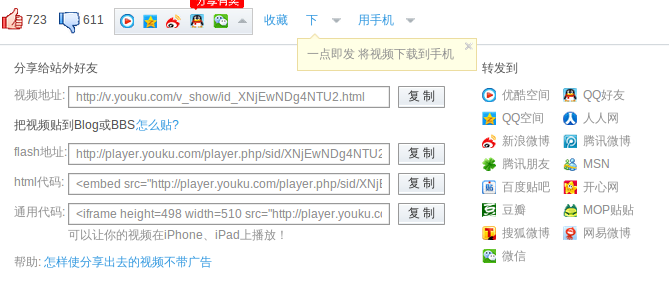 分享有奖
723 611 收藏 下 用手机
一点即发 将视频下载到手机
分享给站外好友
视频地址: http://v.youku.com/v_show/id_XNjEwNDg4NTU2.html 复 制
把视频贴到Blog或BBS怎么贴?
flash地址: http://player.youku.com/player.php/sid/XNjEwNDg4NTU2 复 制
html代码: <embed src="http://player.youku.com/player.php/sid/XNjE 复 制
通用代码: <iframe height=498 width=510 src="http://player.youku.co 复 制
可以让你的视频在iPhone、iPad上播放！
帮助: 怎样使分享出去的视频不带广告
转发到
优酷空间 QQ好友
QQ空间 人人网
新浪微博 腾讯微博
腾讯朋友 MSN
百度贴吧 开心网
豆瓣 MOP贴贴
搜狐微博 网易微博
微信